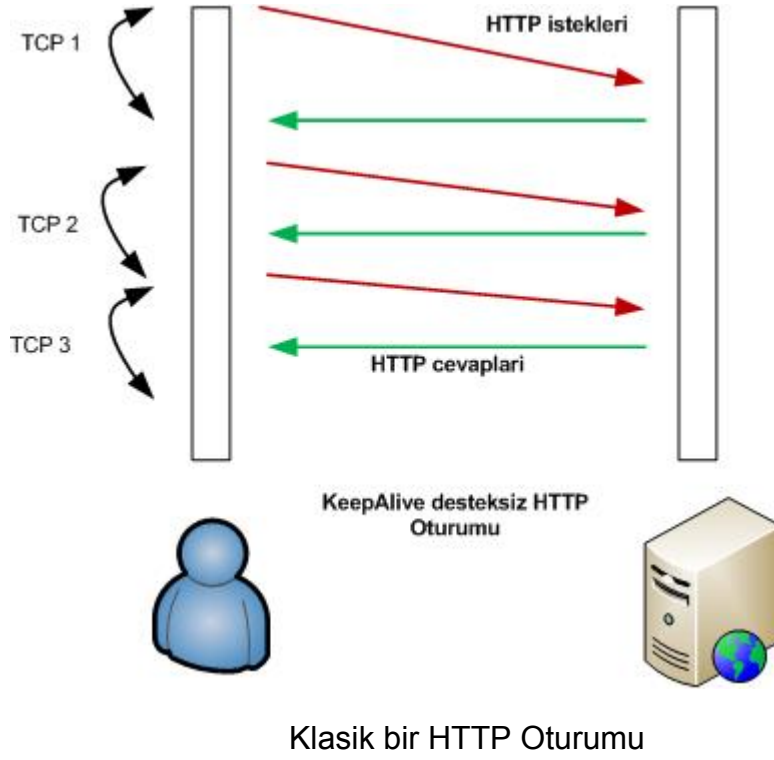 HTTP istekleri
TCP 1
TCP 2
TCP 3
HTTP cevaplari
KeepAlive desteksiz HTTP
Oturumu
Klasik bir HTTP Oturumu